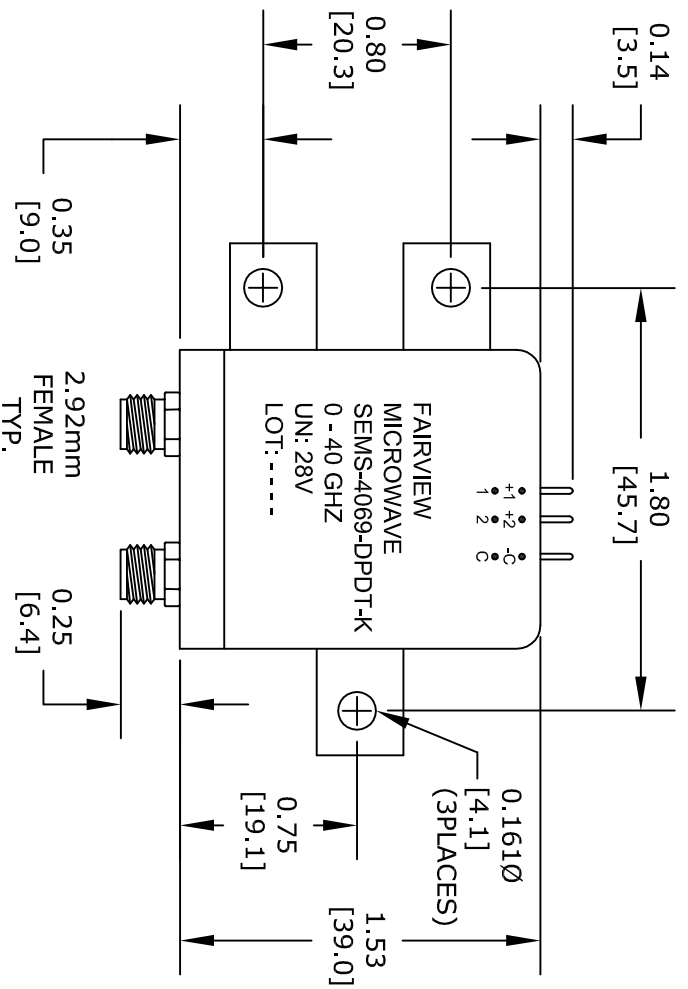 0.80
[20.3]
0.14
[3.5]
0.35
[9.0]
1.80
[45.7]
+1 +2 -C
1 2 C
FAIRVIEW
MICROWAVE
SEMS-4069-DPDT-K
0 - 40 GHZ
UN: 28V
LOT: - - - -
2.92mm
FEMALE
TYP.
0.25
[6.4]
0.161Ø
[4.1]
(3PLACES)
0.75
[19.1]
1.53
[39.0]